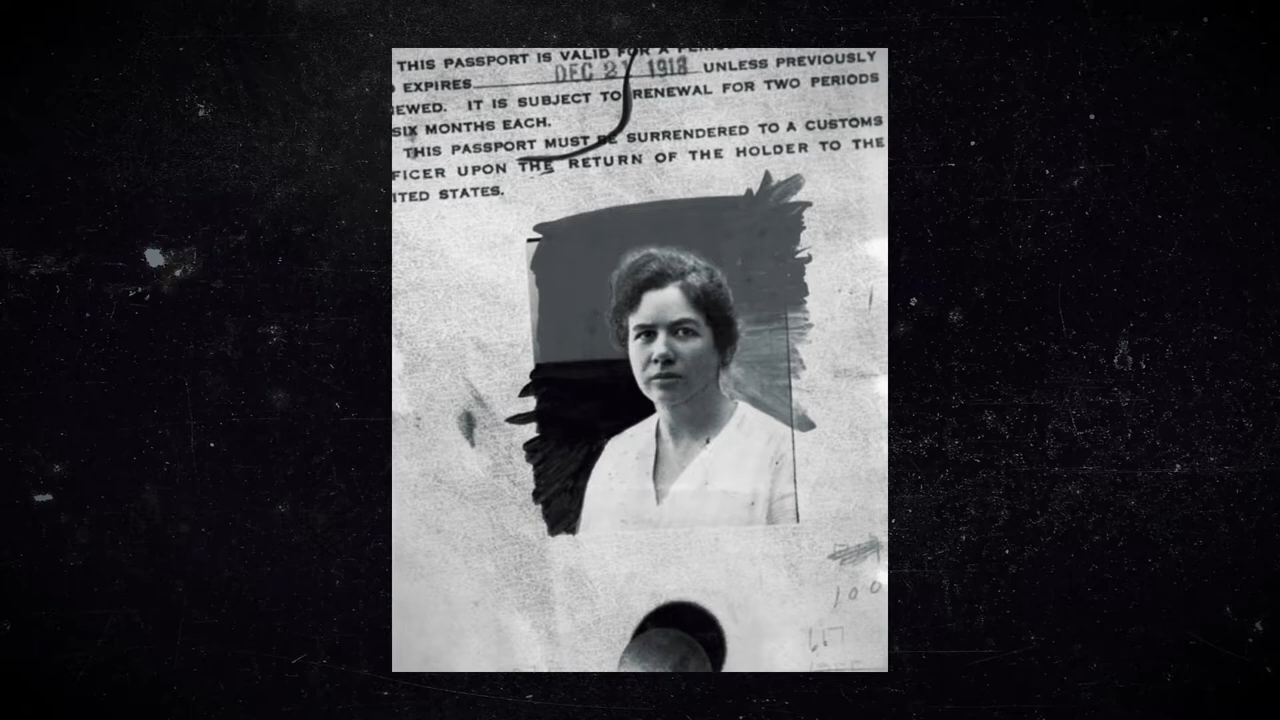 THIS PASSPORT IS VALID FOR A
EXPIRES DEC 21 1918 UNLESS PREVIOUSLY
EWED. IT IS SUBJECT TO RENEWAL FOR TWO PERIODS
SIX MONTHS EACH.
THIS PASSPORT MUST BE SURRENDERED TO A CUSTOMS
FICER UPON THE RETURN OF THE HOLDER TO THE
ITED STATES.
100